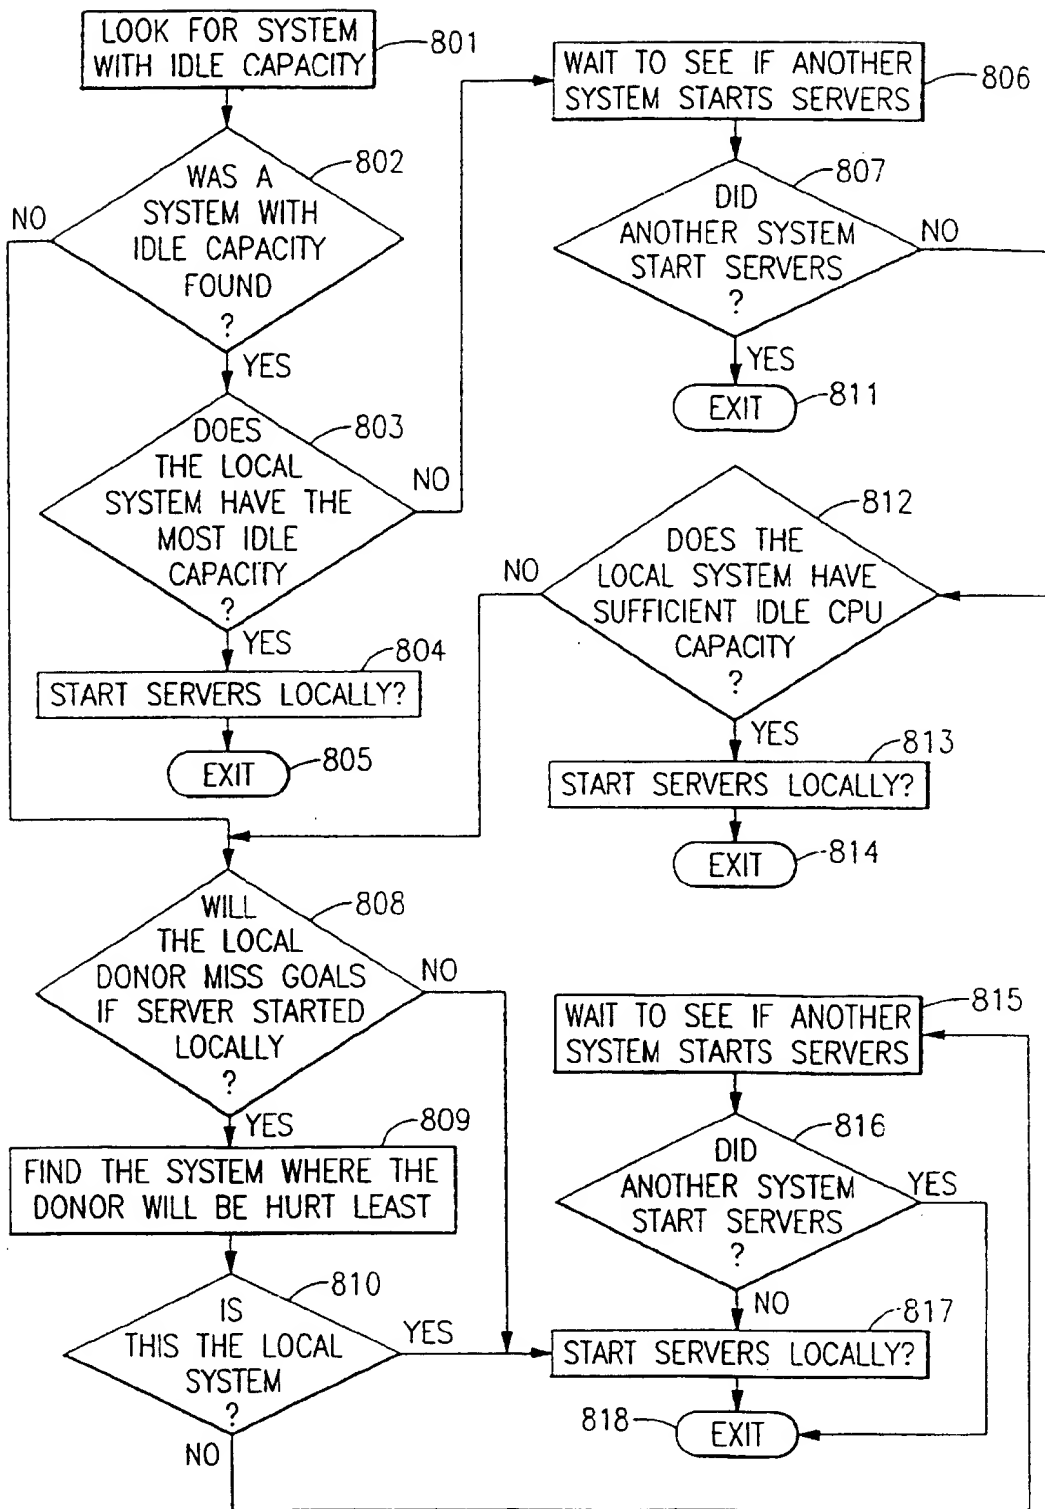 LOOK FOR SYSTEM
WITH IDLE CAPACITY
801
WAS A
SYSTEM WITH
IDLE CAPACITY
FOUND
?
802
NO
YES
DOES
THE LOCAL
SYSTEM HAVE THE
MOST IDLE
CAPACITY
?
803
NO
YES
804
START SERVERS LOCALLY?
EXIT
805
WAIT TO SEE IF ANOTHER
SYSTEM STARTS SERVERS
806
807
DID
ANOTHER SYSTEM
START SERVERS
?
NO
YES
EXIT
811
812
DOES THE
LOCAL SYSTEM HAVE
SUFFICIENT IDLE CPU
CAPACITY
?
NO
YES
813
START SERVERS LOCALLY?
EXIT
814
WILL
THE LOCAL
DONOR MISS GOALS
IF SERVER STARTED
LOCALLY
?
808
NO
YES
809
FIND THE SYSTEM WHERE THE
DONOR WILL BE HURT LEAST
810
IS
THIS THE LOCAL
SYSTEM
?
YES
NO
815
WAIT TO SEE IF ANOTHER
SYSTEM STARTS SERVERS
816
DID
ANOTHER SYSTEM
START SERVERS
?
YES
NO
817
START SERVERS LOCALLY?
818
EXIT